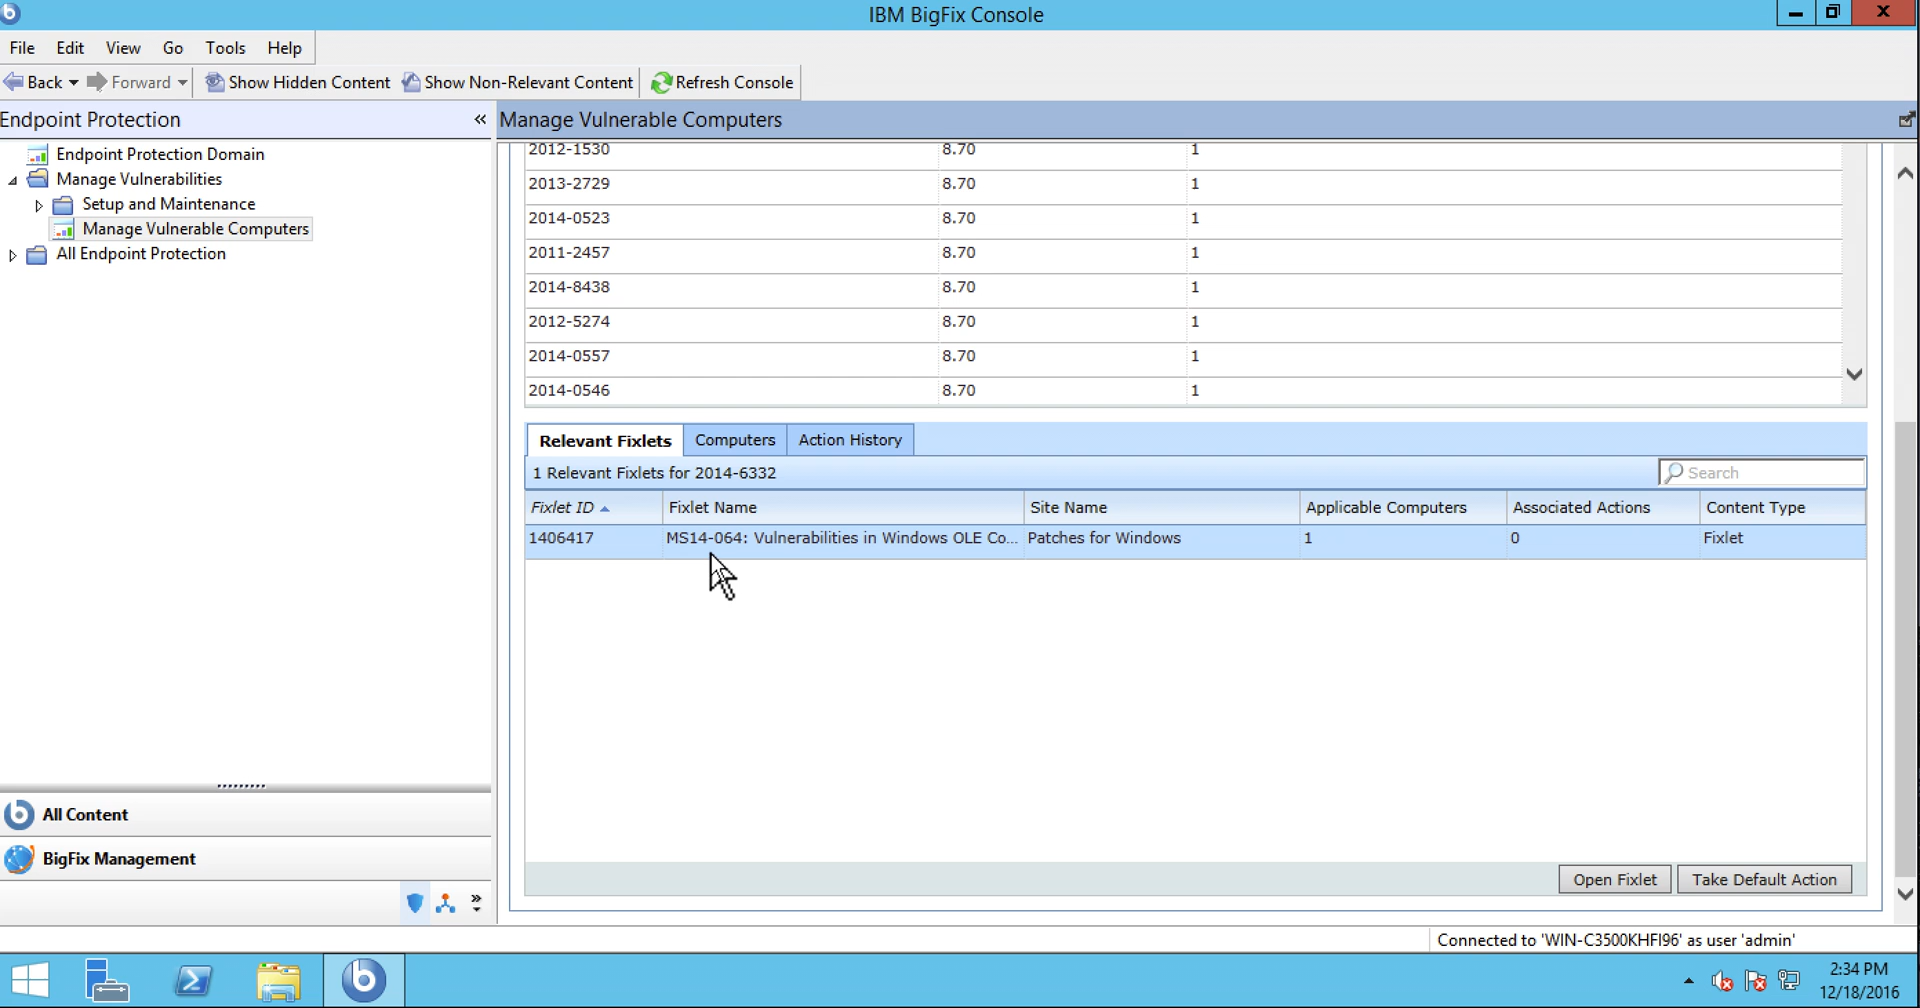 IBM BigFix Console
File Edit View Go Tools Help
Back Forward Show Hidden Content Show Non-Relevant Content Refresh Console
Endpoint Protection
Endpoint Protection Domain
Manage Vulnerabilities
Setup and Maintenance
Manage Vulnerable Computers
All Endpoint Protection
All Content
BigFix Management
Manage Vulnerable Computers
2012-1530 8.70 1
2013-2729 8.70 1
2014-0523 8.70 1
2011-2457 8.70 1
2014-8438 8.70 1
2012-5274 8.70 1
2014-0557 8.70 1
2014-0546 8.70 1
Relevant Fixlets Computers Action History
1 Relevant Fixlets for 2014-6332 Search
Fixlet ID Fixlet Name Site Name Applicable Computers Associated Actions Content Type
1406417 MS14-064: Vulnerabilities in Windows OLE Co... Patches for Windows 1 0 Fixlet
Open Fixlet Take Default Action
Connected to 'WIN-C3500KHFI96' as user 'admin'
2:34 PM
12/18/2016